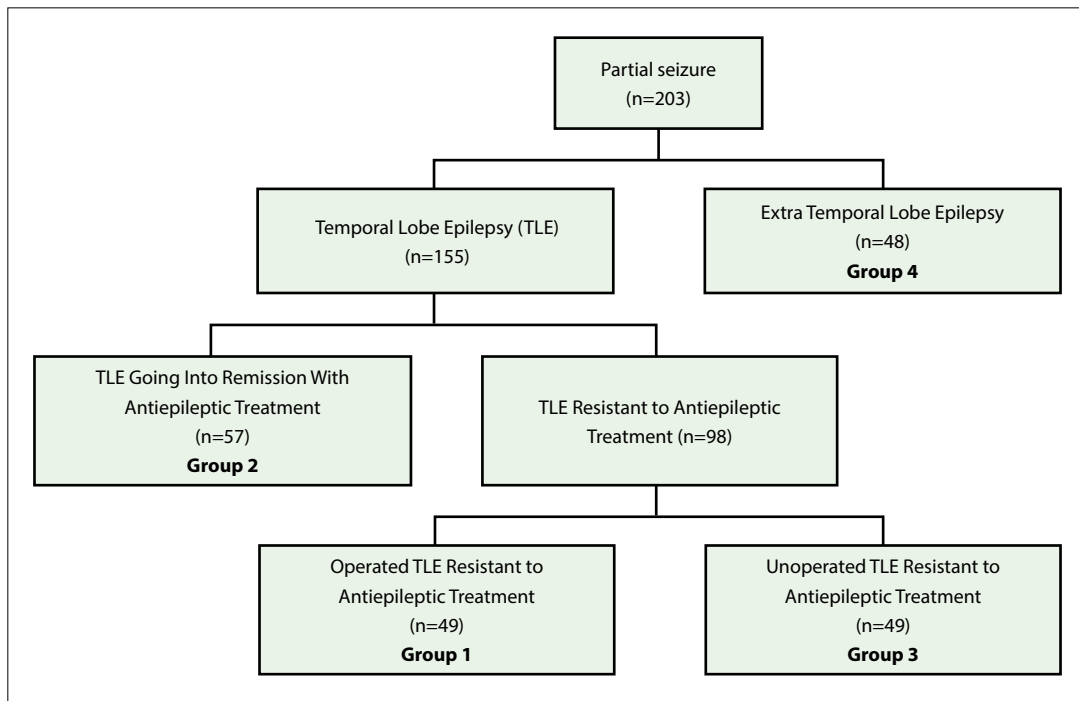 Partial seizure
(n=203)
Temporal Lobe Epilepsy (TLE)
(n=155)
Extra Temporal Lobe Epilepsy
(n=48)
Group 4
TLE Going Into Remission With
Antiepileptic Treatment
(n=57)
Group 2
TLE Resistant to Antiepileptic
Treatment (n=98)
Operated TLE Resistant to
Antiepileptic Treatment
(n=49)
Group 1
Unoperated TLE Resistant to
Antiepileptic Treatment
(n=49)
Group 3